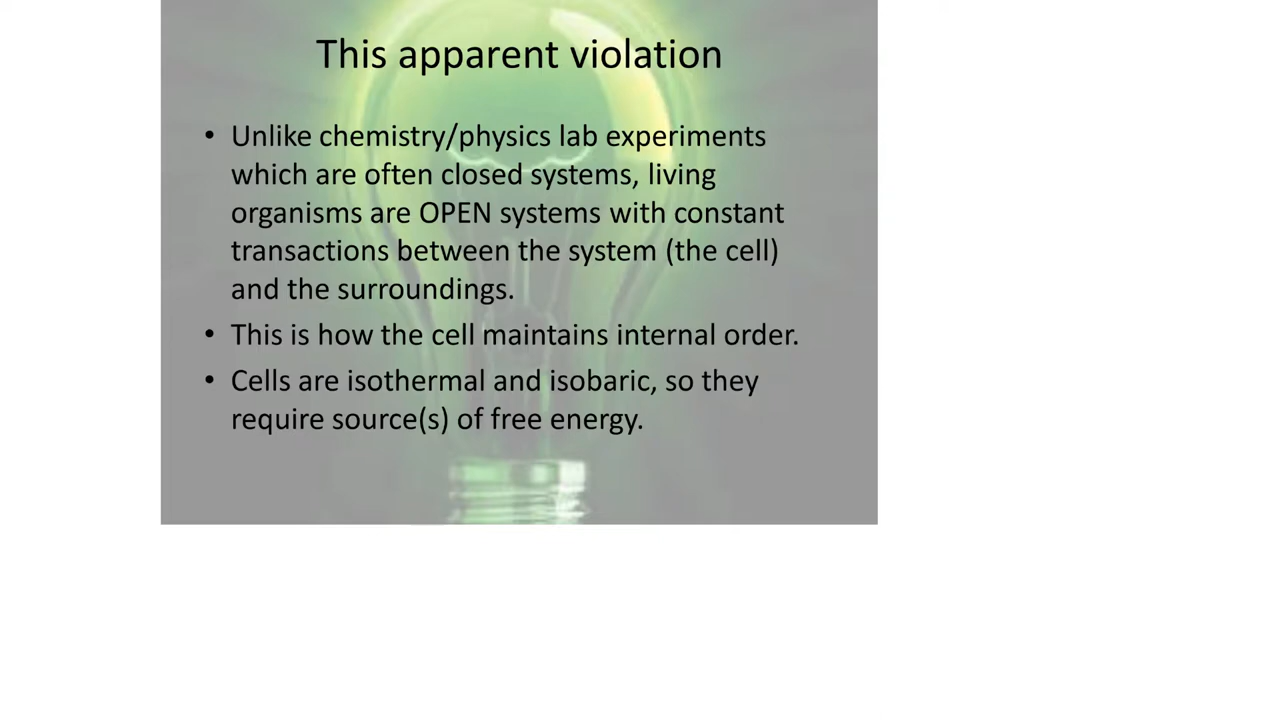 This apparent violation
• Unlike chemistry/physics lab experiments
which are often closed systems, living
organisms are OPEN systems with constant
transactions between the system (the cell)
and the surroundings.
• This is how the cell maintains internal order.
• Cells are isothermal and isobaric, so they
require source(s) of free energy.